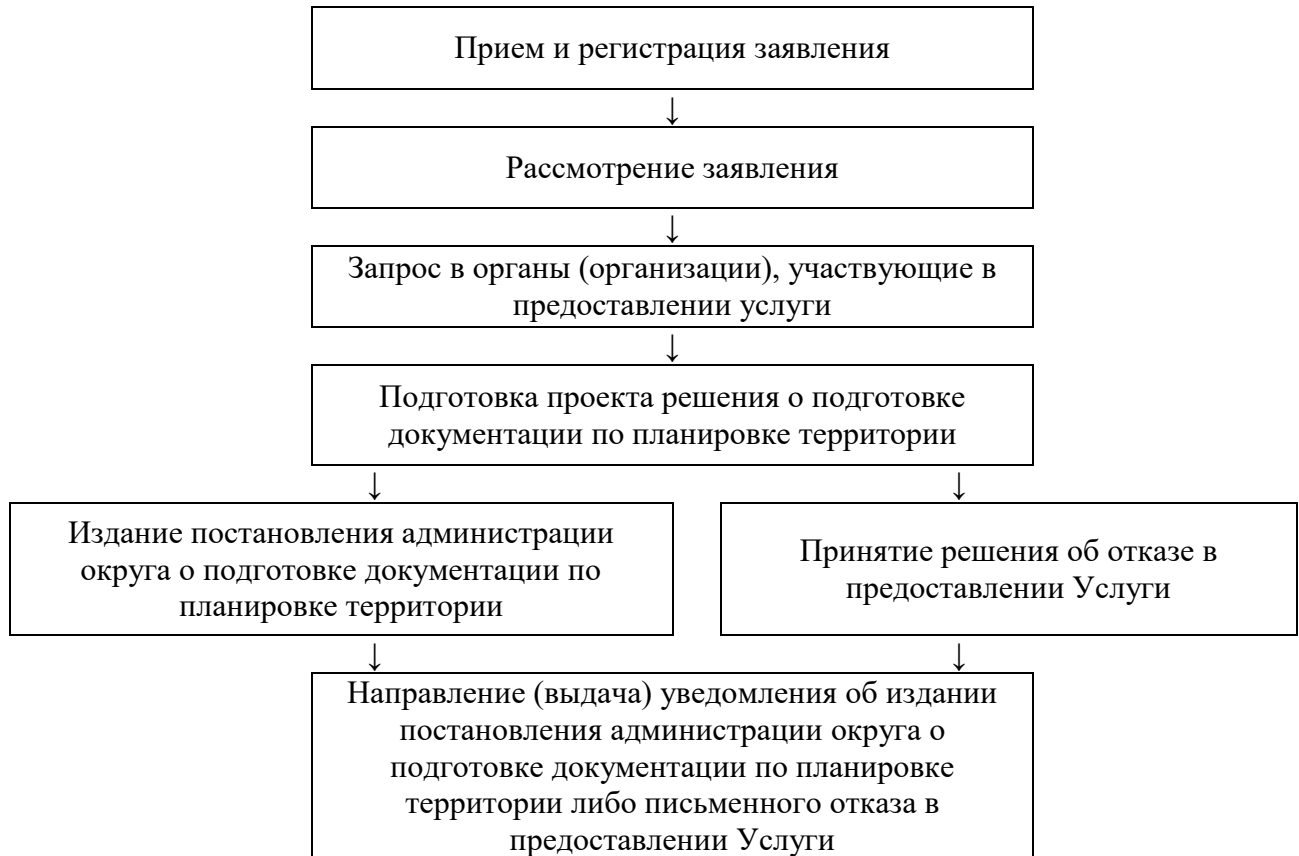 Прием и регистрация заявления
↓
Рассмотрение заявления
↓
Запрос в органы (организации), участвующие в
предоставлении услуги
↓
Подготовка проекта решения о подготовке
документации по планировке территории
↓ ↓
Издание постановления администрации
округа о подготовке документации по
планировке территории
Принятие решения об отказе в
предоставлении Услуги
↓ ↓
Направление (выдача) уведомления об издании
постановления администрации округа о
подготовке документации по планировке
территории либо письменного отказа в
предоставлении Услуги